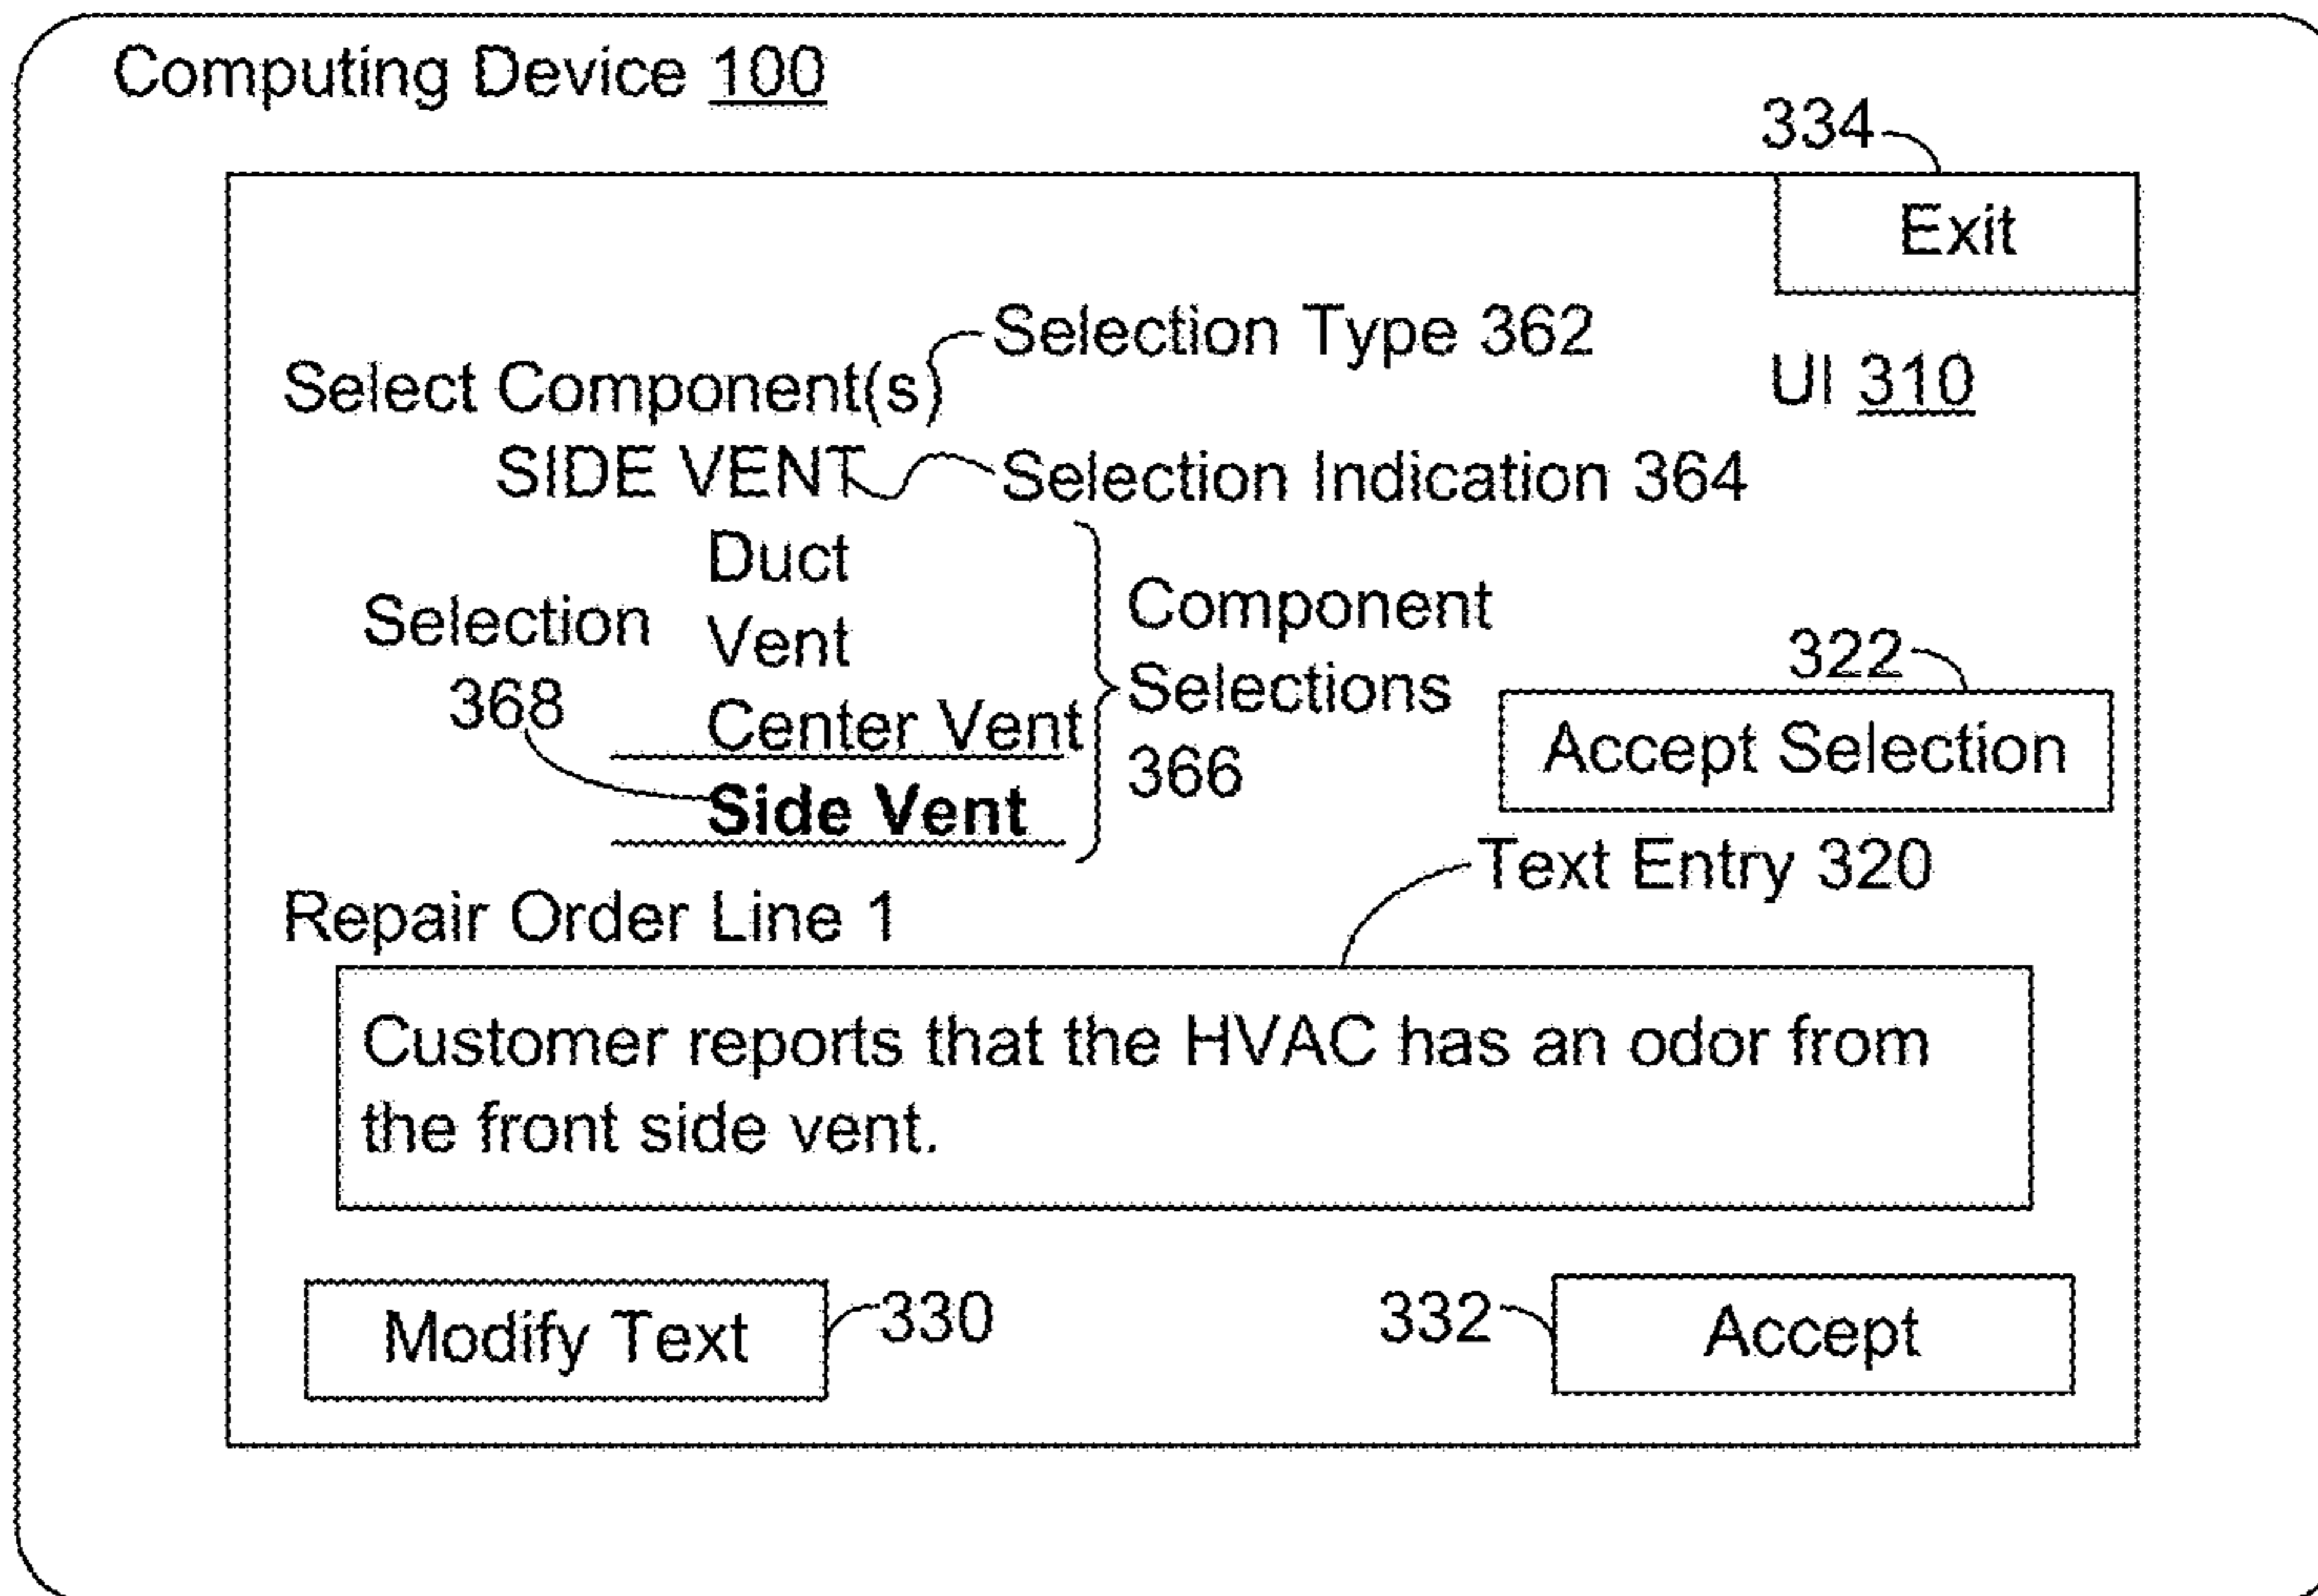 Computing Device 100
334
Exit
Selection Type 362
Select Component(s)
UI 310
SIDE VENT
Selection Indication 364
Duct
Vent
Center Vent
Side Vent
Selection
368
Component
Selections
366
322
Accept Selection
Text Entry 320
Repair Order Line 1
Customer reports that the HVAC has an odor from
the front side vent.
Modify Text
330
332
Accept